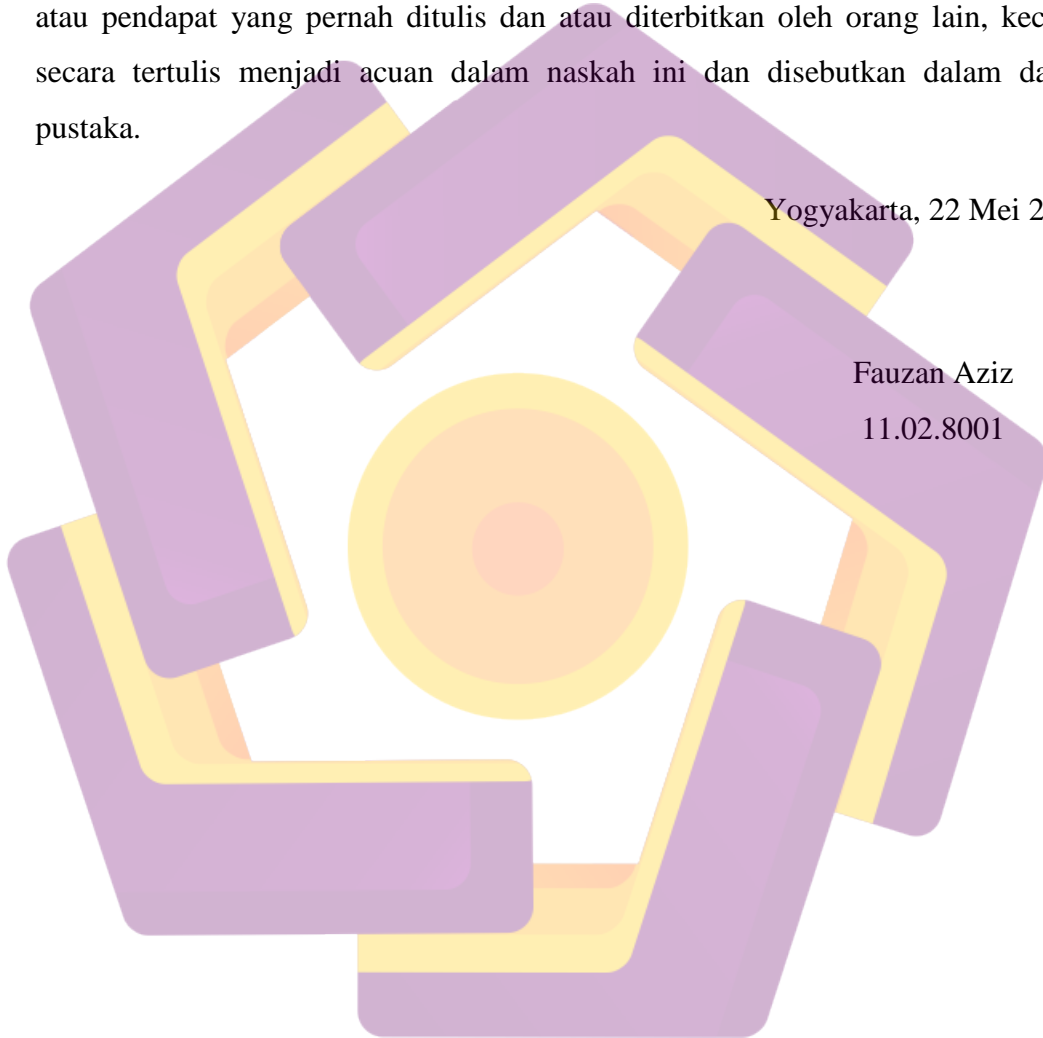 atau pendapat yang pernah ditulis dan atau diterbitkan oleh orang lain, kec
secara tertulis menjadi acuan dalam naskah ini dan disebutkan dalam da
pustaka.
Yogyakarta, 22 Mei 2
Fauzan Aziz
11.02.8001